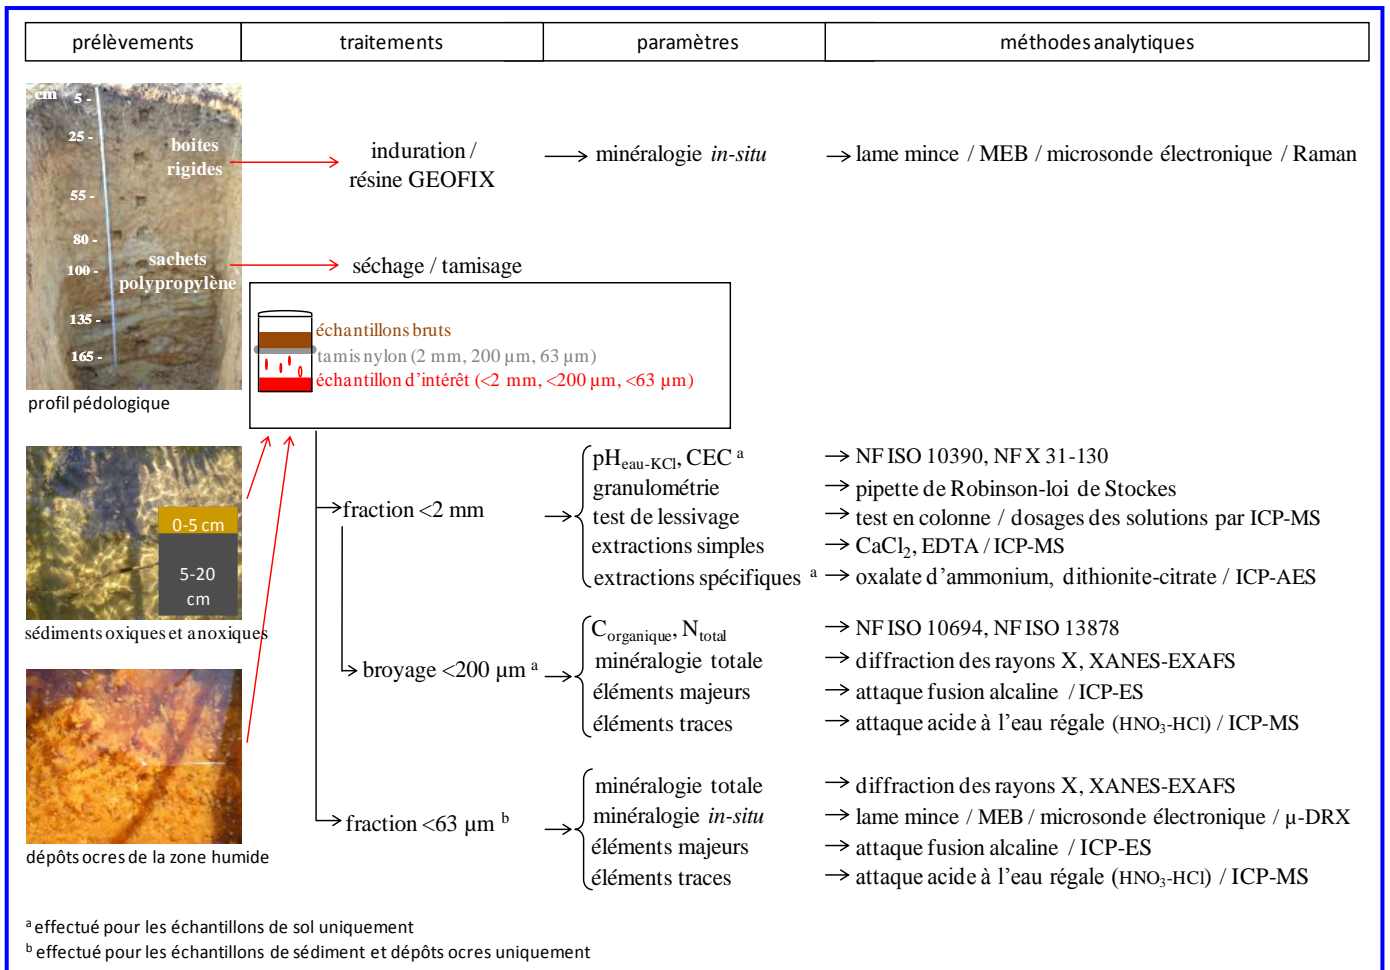 prélèvements
traitements
paramètres
méthodes analytiques
cm
5 -
25 -
55 -
80 -
100 -
135 -
165 -
boites
rigides
sachets
polypropylène
profil pédologique
induration /
résine GEOFIX
minéralogie in-situ
lame mince / MEB / microsonde électronique / Raman
séchage / tamisage
échantillons bruts
tamis nylon (2 mm, 200 µm, 63 µm)
échantillon d'intérêt (<2 mm, <200 µm, <63 µm)
0-5 cm
5-20
cm
sédiments oxiques et anoxiques
dépôts ocres de la zone humide
fraction <2 mm
pH eau-KCl, CEC a
NF ISO 10390, NF X 31-130
granulométrie
pipette de Robinson-loi de Stockes
test de lessivage
test en colonne / dosages des solutions par ICP-MS
extractions simples
CaCl2, EDTA / ICP-MS
extractions spécifiques a
oxalate d'ammonium, dithionite-citrate / ICP-AES
broyage <200 µm a
C organique, N total
NF ISO 10694, NF ISO 13878
minéralogie totale
diffraction des rayons X, XANES-EXAFS
éléments majeurs
attaque fusion alcaline / ICP-ES
éléments traces
attaque acide à l'eau régale (HNO3-HCl) / ICP-MS
fraction <63 µm b
minéralogie totale
diffraction des rayons X, XANES-EXAFS
minéralogie in-situ
lame mince / MEB / microsonde électronique / µ-DRX
éléments majeurs
attaque fusion alcaline / ICP-ES
éléments traces
attaque acide à l'eau régale (HNO3-HCl) / ICP-MS
a effectué pour les échantillons de sol uniquement
b effectué pour les échantillons de sédiment et dépôts ocres uniquement